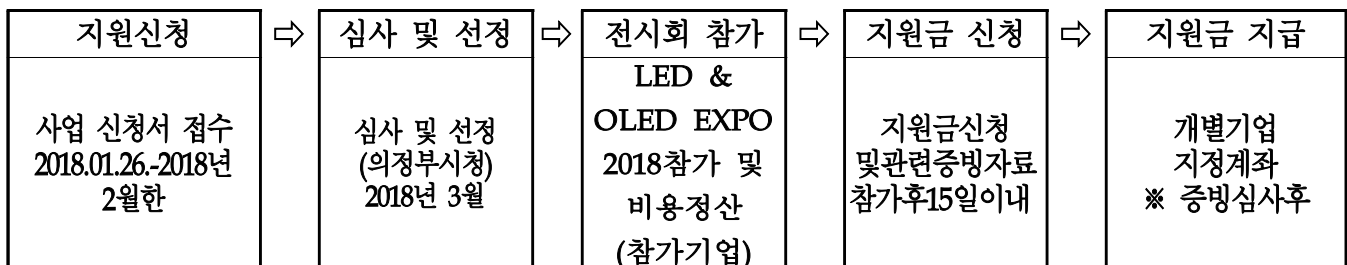 지원신청
사업 신청서 접수
2018.01.26.-2018년
2월한
⇨
심사 및 선정
심사 및 선정
(의정부시청)
2018년 3월
⇨
전시회 참가
LED &
OLED EXPO
2018참가 및
비용정산
(참가기업)
⇨
지원금 신청
지원금신청
및관련증빙자료
참가후15일이내
⇨
지원금 지급
개별기업
지정계좌
※ 증빙심사후